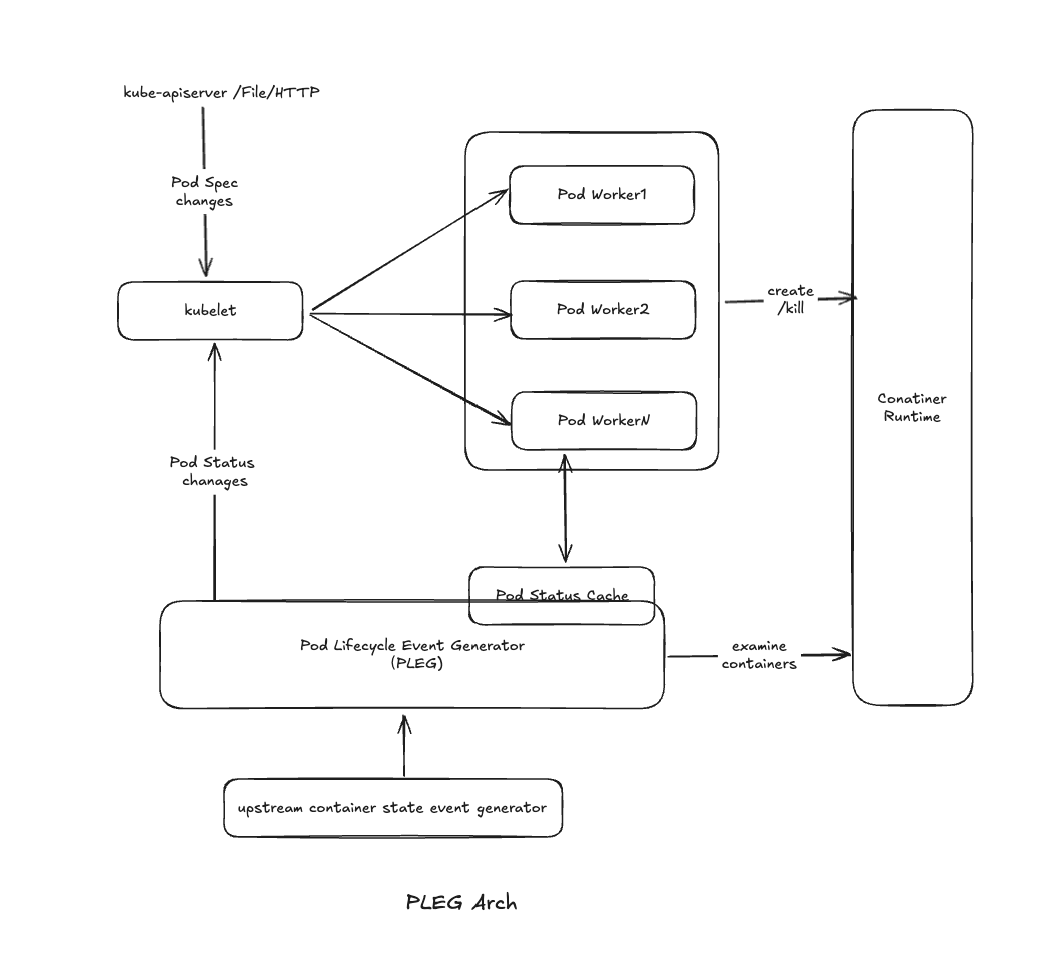 kube-apiserver /File/HTTP
Pod Spec
changes
kubelet
Pod Worker1
Pod Worker2
Pod WorkerN
create
/kill
Conatiner
Runtime
Pod Status
chanages
Pod Status Cache
Pod Lifecycle Event Generator
(PLEG)
examine
containers
upstream container state event generator
PLEG Arch